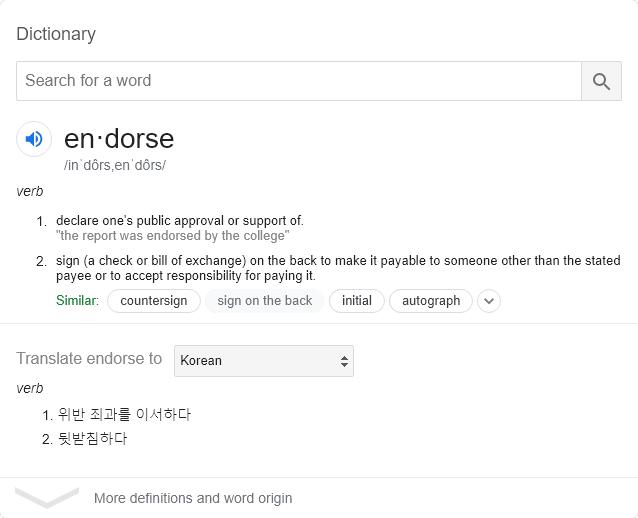 Dictionary
Search for a word
en·dorse
/inˈdôrs,enˈdôrs/
verb
1. declare one's public approval or support of.
"the report was endorsed by the college"
2. sign (a check or bill of exchange) on the back to make it payable to someone other than the stated
payee or to accept responsibility for paying it.
Similar: countersign sign on the back initial autograph
Translate endorse to Korean
verb
1. 위반 죄과를 이서하다
2. 뒷받침하다
More definitions and word origin